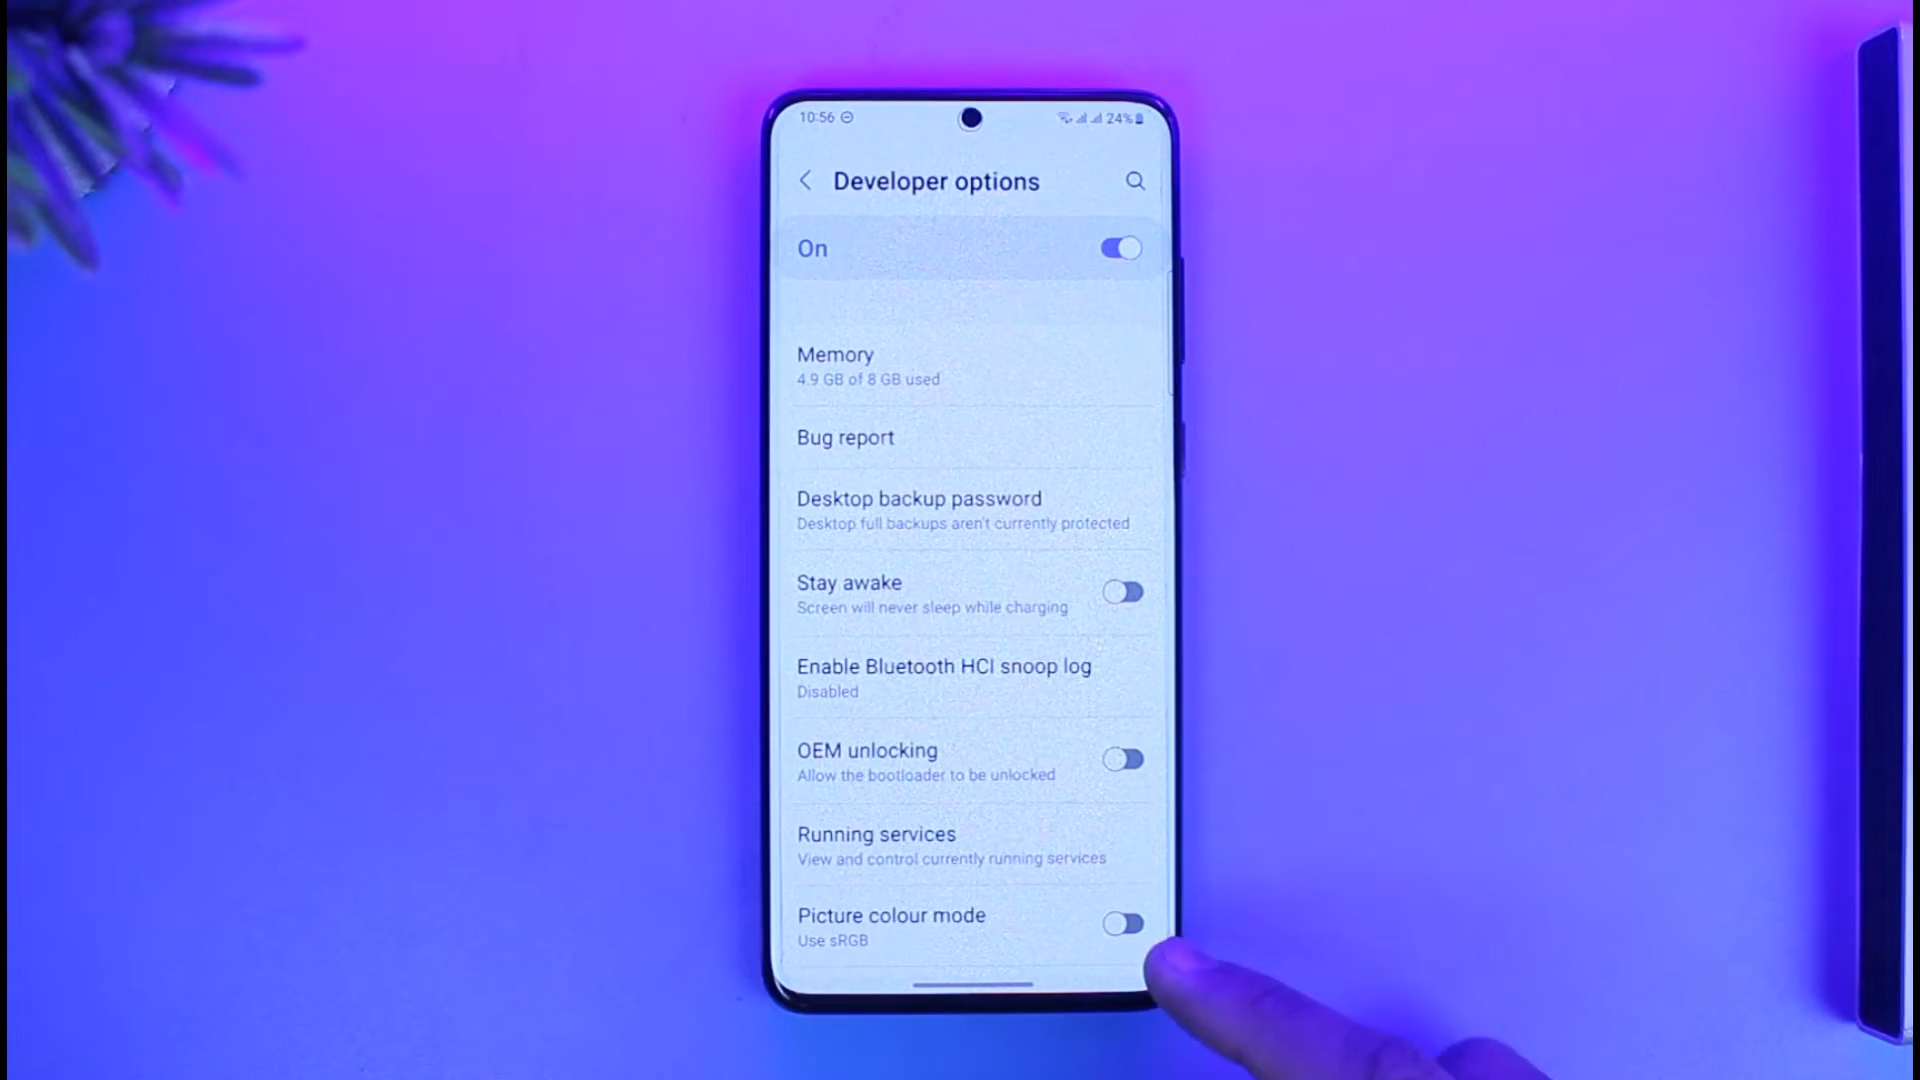 10:56
24%
Developer options
On
Memory
4.9 GB of 8 GB used
Bug report
Desktop backup password
Desktop full backups aren't currently protected
Stay awake
Screen will never sleep while charging
Enable Bluetooth HCI snoop log
Disabled
OEM unlocking
Allow the bootloader to be unlocked
Running services
View and control currently running services
Picture colour mode
Use sRGB